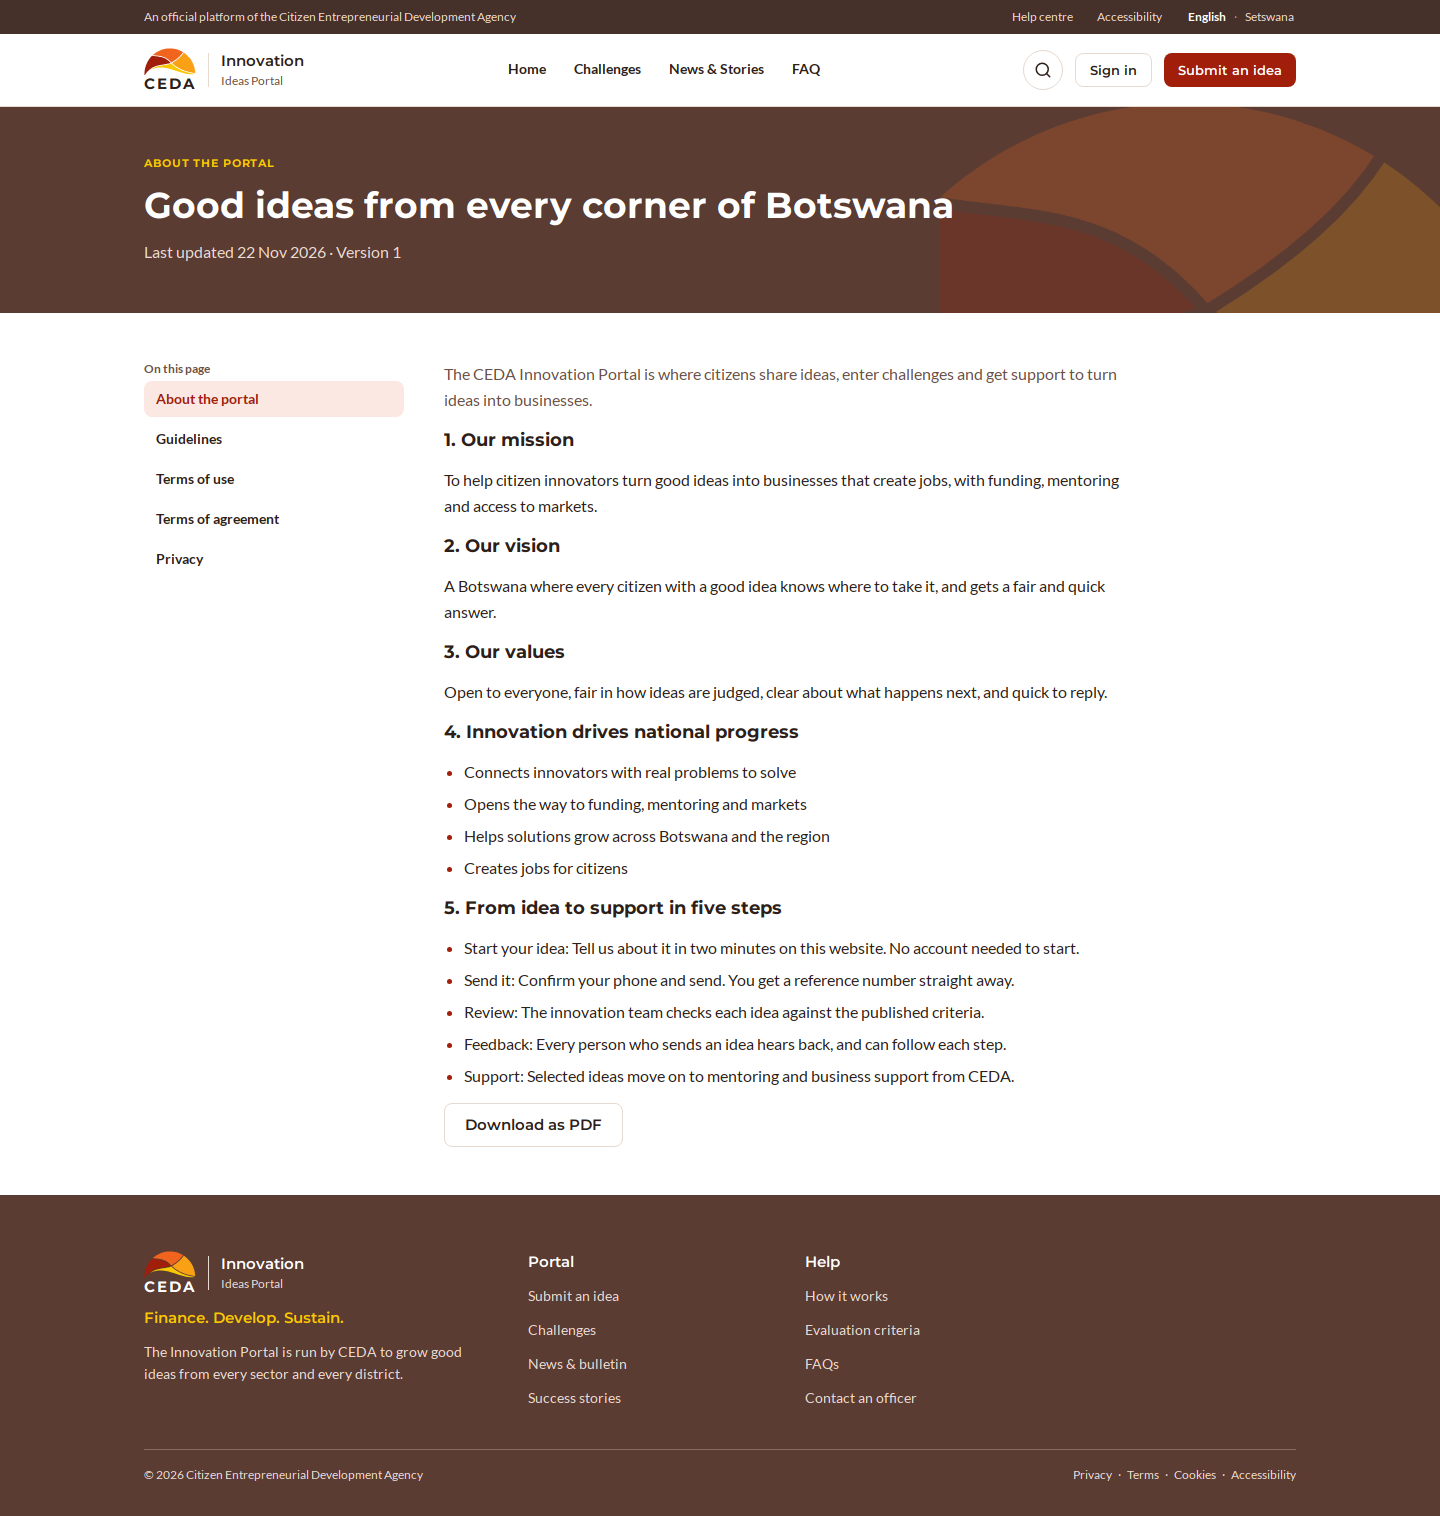 An official platform of the Citizen Entrepreneurial Development Agency
Help centre
Accessibility
English · Setswana
CEDA
Innovation
Ideas Portal
Home
Challenges
News & Stories
FAQ
Sign in
Submit an idea
ABOUT THE PORTAL
Good ideas from every corner of Botswana
Last updated 22 Nov 2026 · Version 1
On this page
About the portal
Guidelines
Terms of use
Terms of agreement
Privacy
The CEDA Innovation Portal is where citizens share ideas, enter challenges and get support to turn
ideas into businesses.
1. Our mission
To help citizen innovators turn good ideas into businesses that create jobs, with funding, mentoring
and access to markets.
2. Our vision
A Botswana where every citizen with a good idea knows where to take it, and gets a fair and quick
answer.
3. Our values
Open to everyone, fair in how ideas are judged, clear about what happens next, and quick to reply.
4. Innovation drives national progress
• Connects innovators with real problems to solve
• Opens the way to funding, mentoring and markets
• Helps solutions grow across Botswana and the region
• Creates jobs for citizens
5. From idea to support in five steps
• Start your idea: Tell us about it in two minutes on this website. No account needed to start.
• Send it: Confirm your phone and send. You get a reference number straight away.
• Review: The innovation team checks each idea against the published criteria.
• Feedback: Every person who sends an idea hears back, and can follow each step.
• Support: Selected ideas move on to mentoring and business support from CEDA.
Download as PDF
CEDA
Innovation
Ideas Portal
Finance. Develop. Sustain.
The Innovation Portal is run by CEDA to grow good
ideas from every sector and every district.
Portal
Submit an idea
Challenges
News & bulletin
Success stories
Help
How it works
Evaluation criteria
FAQs
Contact an officer
© 2026 Citizen Entrepreneurial Development Agency
Privacy · Terms · Cookies · Accessibility